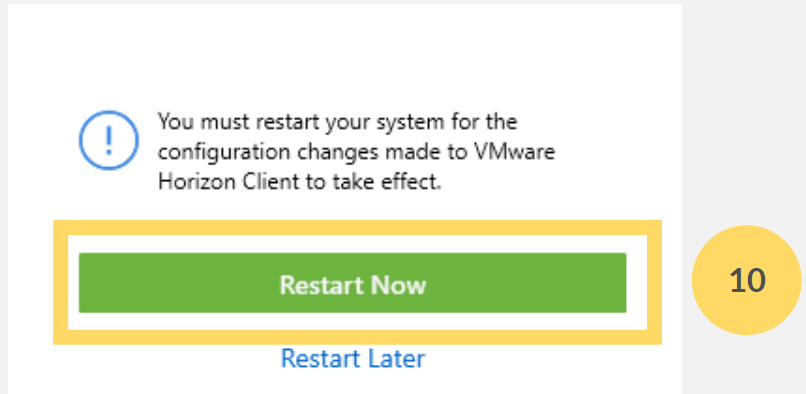 You must restart your system for the
configuration changes made to VMware
Horizon Client to take effect.
Restart Now
10
Restart Later